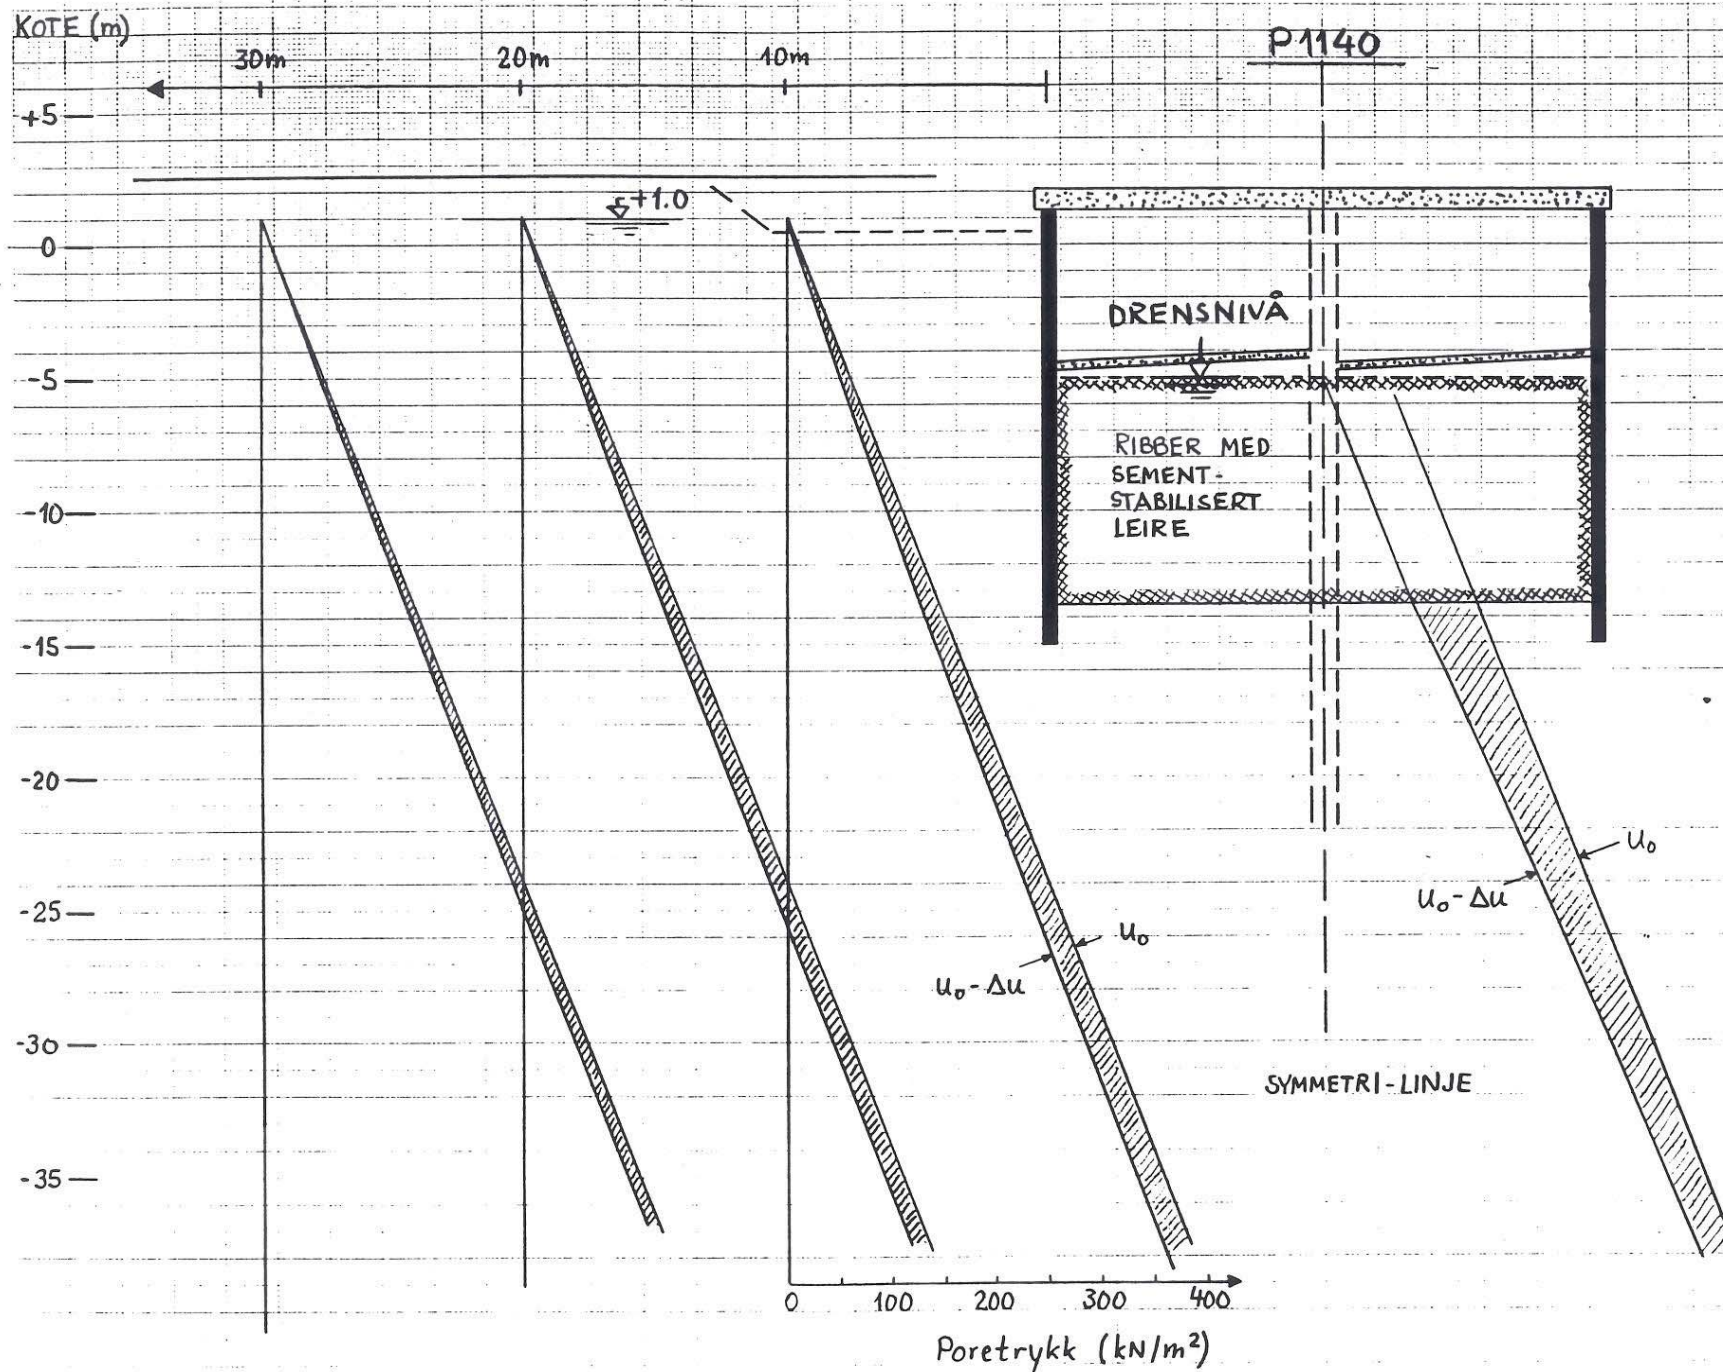 KOTE (m)
30m
20m
10m
P1140
+5
+1.0
0
DRENSNIVÅ
-5
RIBBER MED
SEMENT-
STABILISERT
LEIRE
-10
-15
-20
u₀
u₀-Δu
-25
u₀
u₀-Δu
-30
SYMMETRI-LINJE
-35
0 100 200 300 400
Poretrykk (kN/m²)